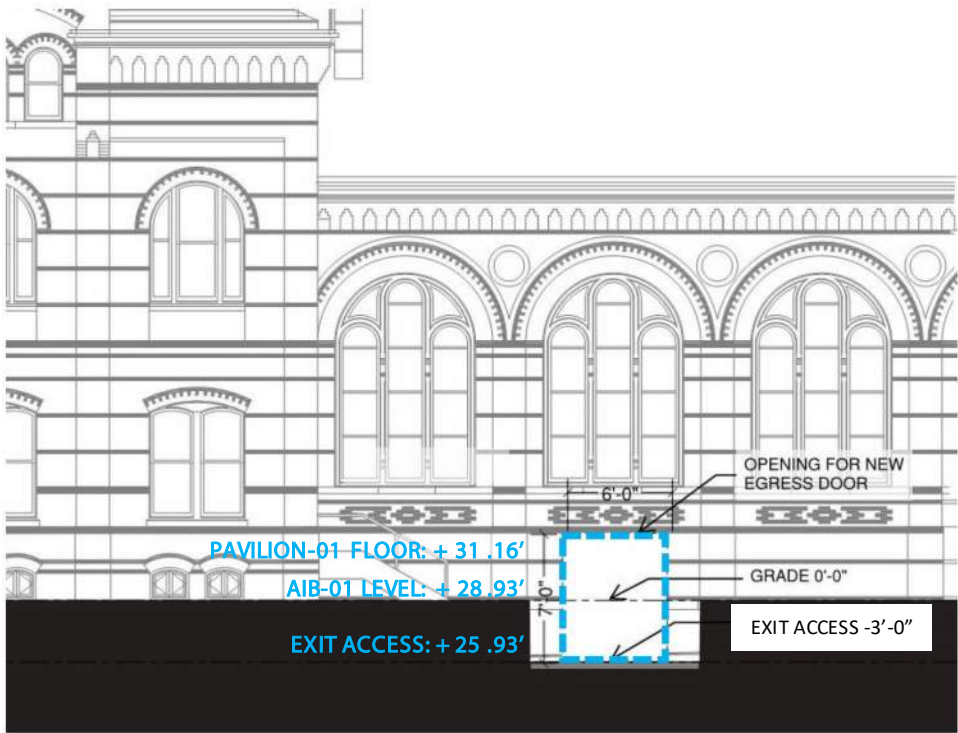 OPENING FOR NEW
EGRESS DOOR
6'-0"
PAVILION-01 FLOOR: + 31 .16’
AIB-01 LEVEL: + 28 .93’
7'-0"
GRADE 0'-0"
EXIT ACCESS: + 25 .93’
EXIT ACCESS -3’-0”